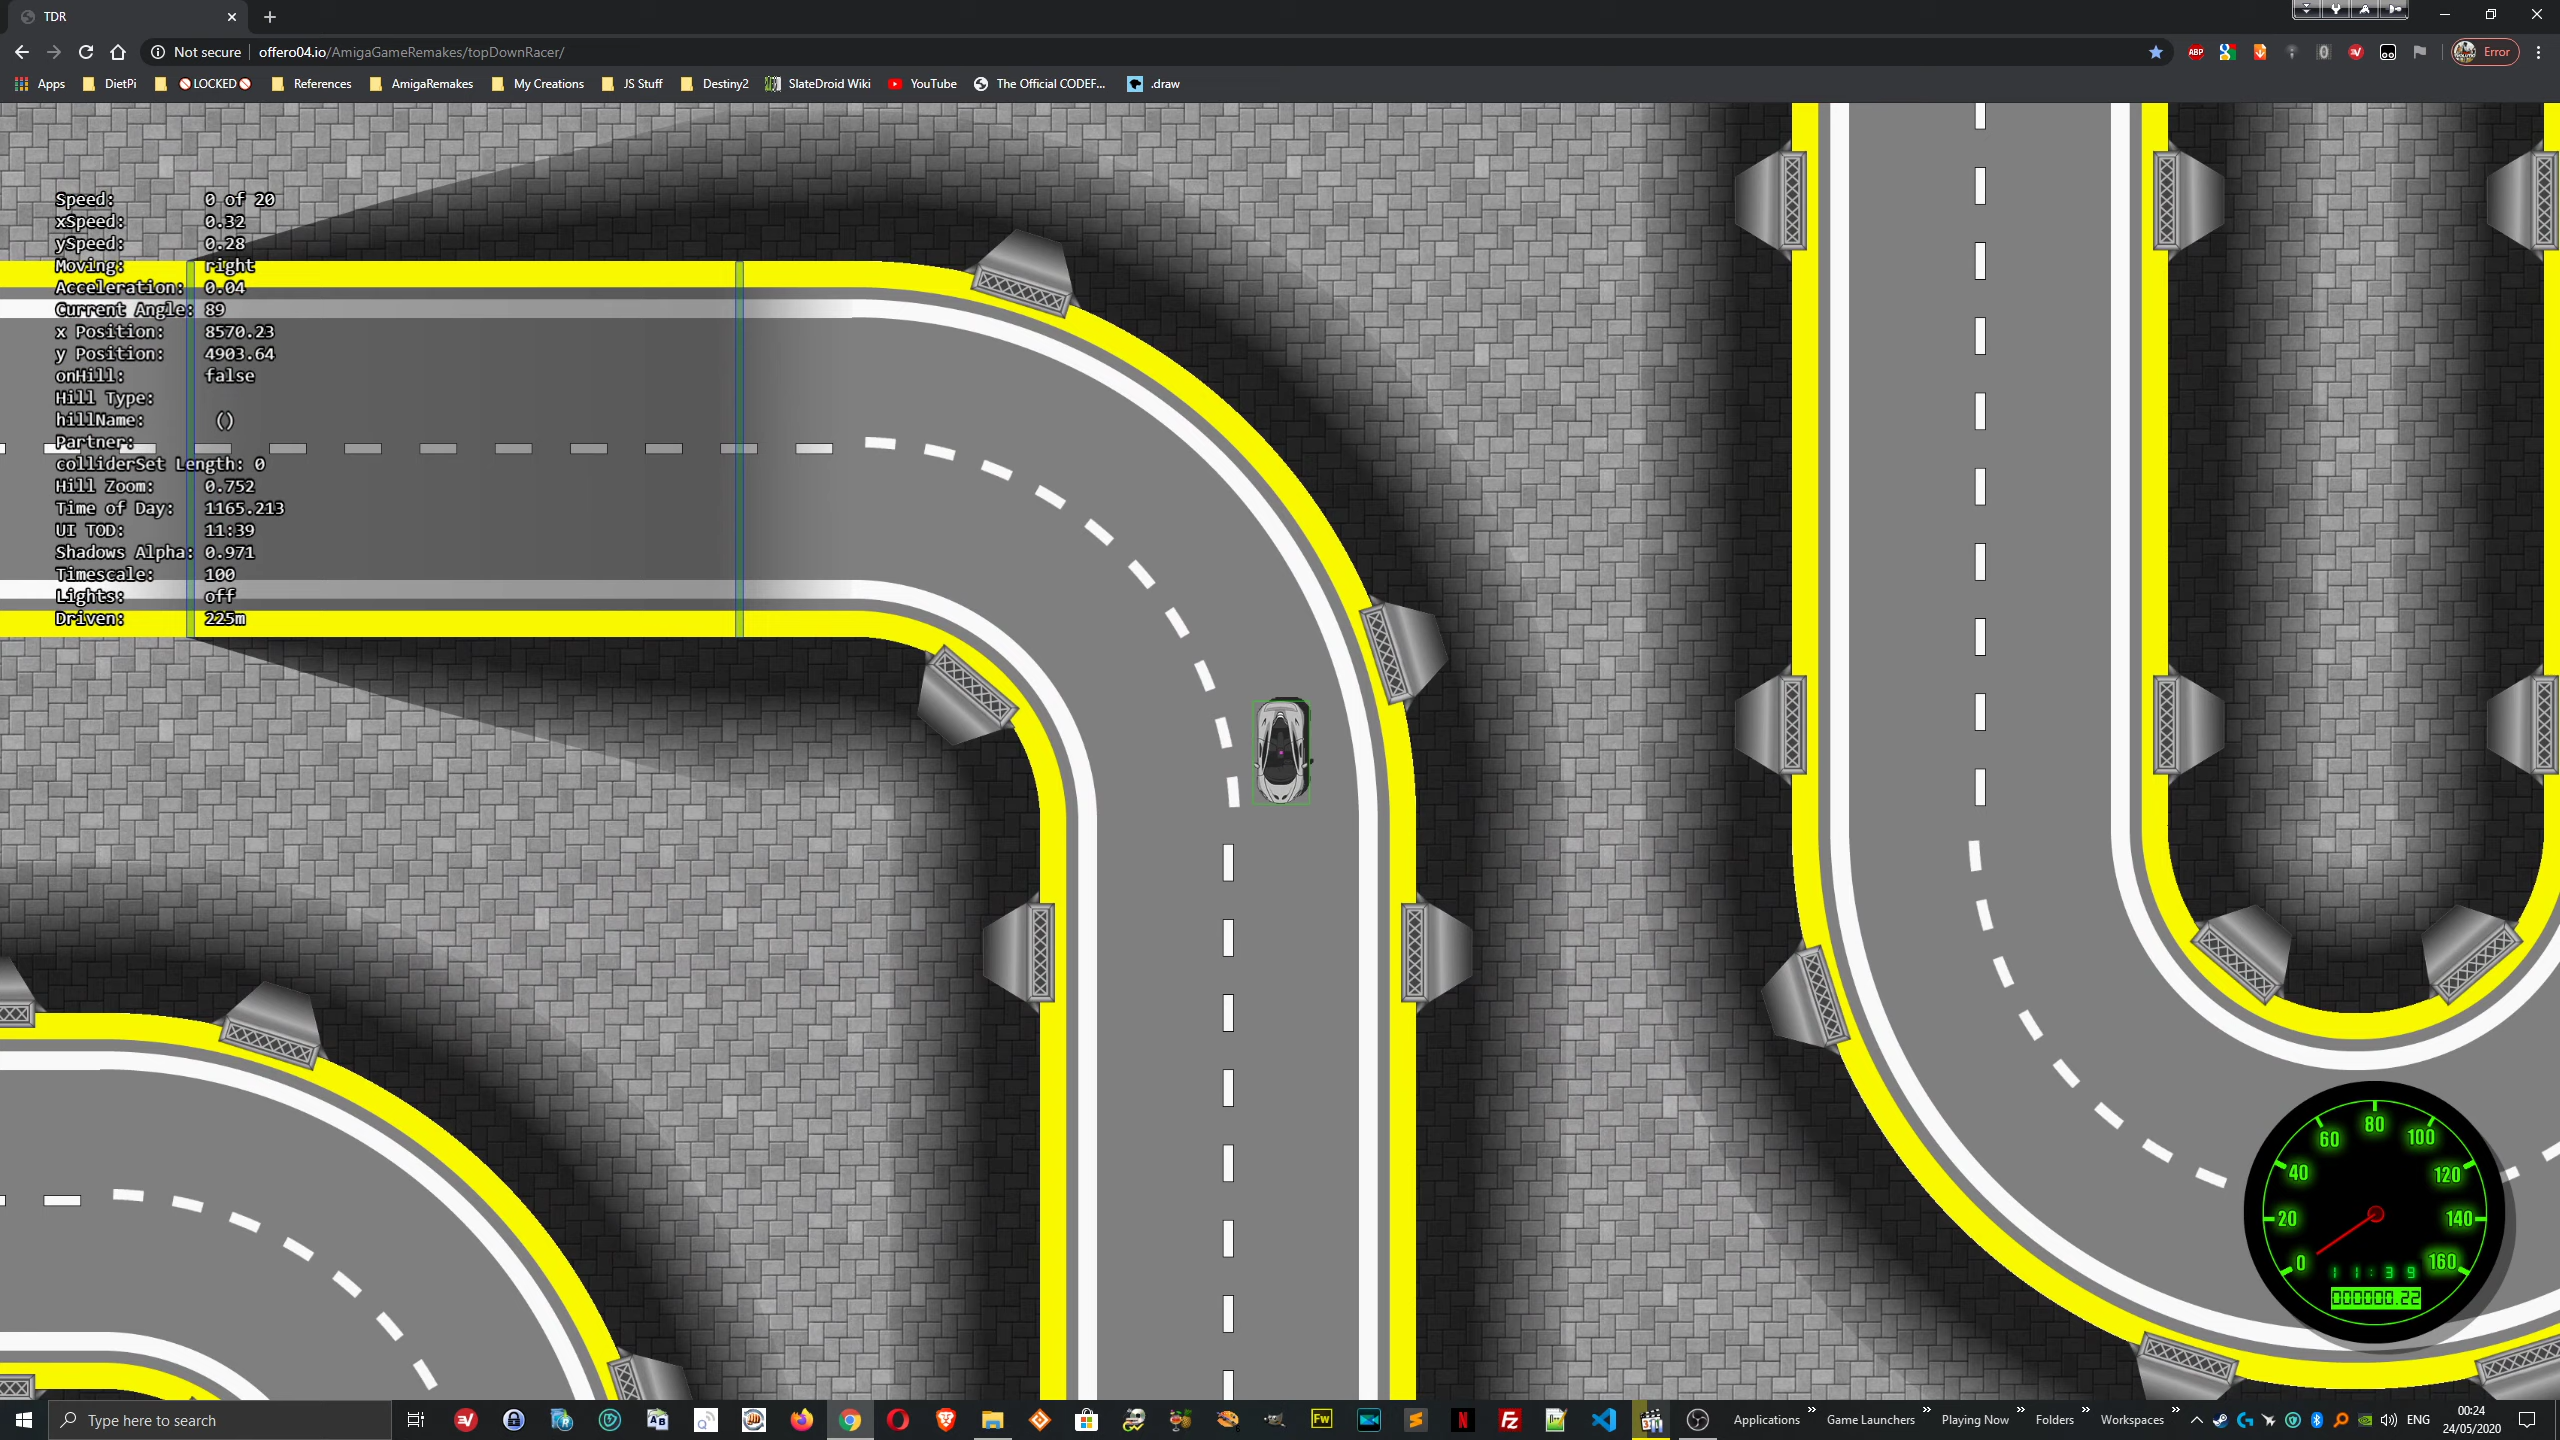 TDR
Not secure offero04.io/AmigaGameRemakes/topDownRacer/
ABP
Error
Apps DietPi LOCKED References AmigaRemakes My Creations JS Stuff Destiny2 SlateDroid Wiki YouTube The Official CODEF... .draw
Speed: 0 of 20
xSpeed: 0.32
ySpeed: 0.28
Moving: right
Acceleration: 0.04
Current Angle: 89
x Position: 8570.23
y Position: 4903.64
onHill: false
Hill Type:
hillName: ()
Partner:
colliderSet Length: 0
Hill Zoom: 0.752
Time of Day: 1165.213
UI TOD: 11:39
Shadows Alpha: 0.971
Timescale: 100
Lights: off
Driven: 225m
0 20 40 60 80 100 120 140 160
11:39
000000.22
Type here to search
Fw
Applications » Game Launchers » Playing Now » Folders » Workspaces »
ENG
00:24
24/05/2020